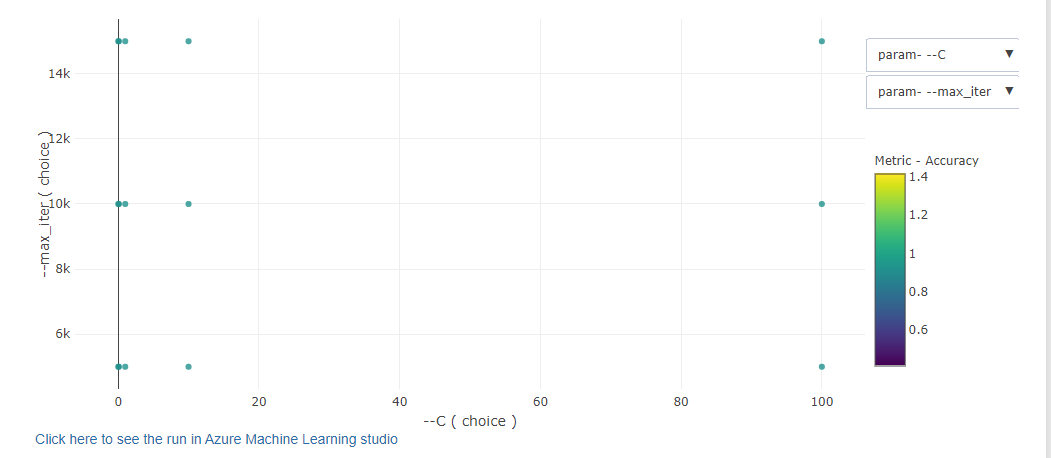 14k
12k
10k
8k
6k
--max_iter ( choice )
0
20
40
60
80
100
--C ( choice )
param- --C ▼
param- --max_iter ▼
Metric - Accuracy
1.4
1.2
1
0.8
0.6
Click here to see the run in Azure Machine Learning studio